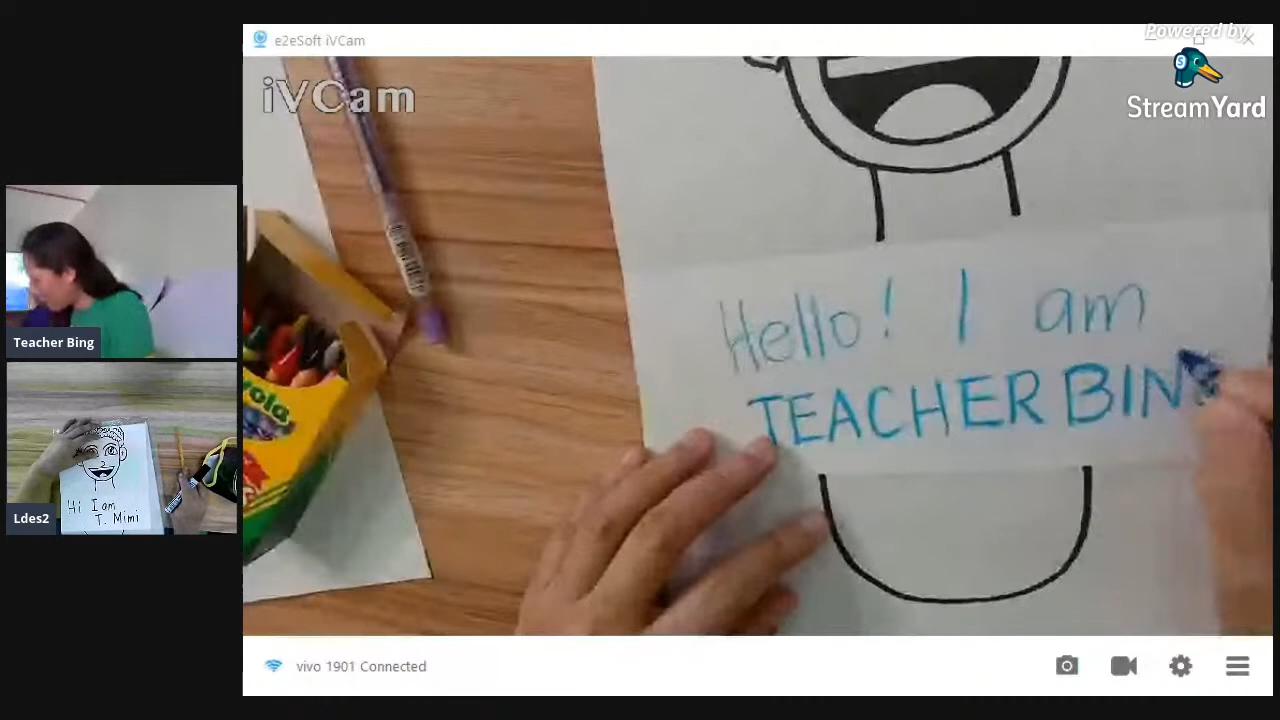 e2eSoft iVCam
Powered by
iVCam
StreamYard
Hello! I am
TEACHER BIN
Teacher Bing
Hi I am
T. Mimi
Ldes2
vivo 1901 Connected